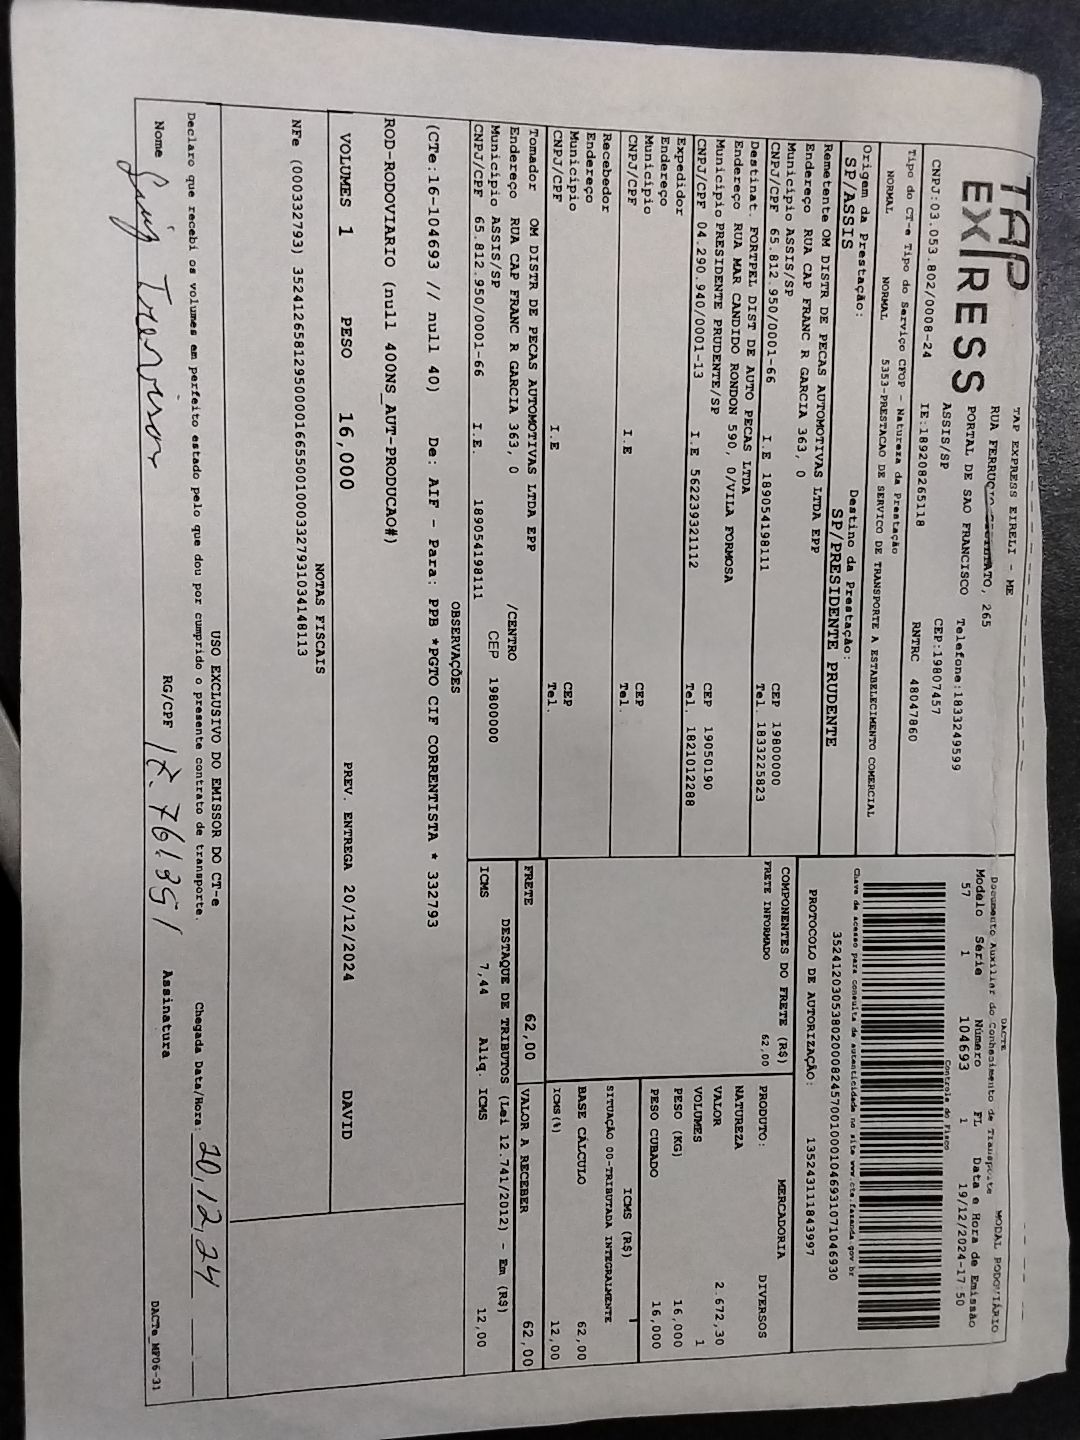 TAP
EXPRESS
TAP EXPRESS EIRELI - ME
RUA FERRUCIO 265
PORTAL DE SAO FRANCISCO Telefone:1833249599
ASSIS/SP CEP:19807457
CNPJ:03.053.802/0008-24 IE:189208265118 RNTRC 48047860
Tipo do CT-e Tipo do Serviço CFOP - Natureza da Prestação
NORMAL NORMAL 5353-PRESTACAO DE SERVICO DE TRANSPORTE A ESTABELECIMENTO COMERCIAL
Origem da Prestação: Destino da Prestação:
SP/ASSIS SP/PRESIDENTE PRUDENTE
Remetente OM DISTR DE PECAS AUTOMOTIVAS LTDA EPP
Endereço RUA CAP FRANC R GARCIA 363, 0
Município ASSIS/SP CEP 19800000
CNPJ/CPF 65.812.950/0001-66 I.E 189054198111 Tel. 1833225823
Destinat. FORTPEL DIST DE AUTO PECAS LTDA
Endereço RUA MAR CANDIDO RONDON 590, 0/VILA FORMOSA
Município PRESIDENTE PRUDENTE/SP CEP 19050190
CNPJ/CPF 04.290.940/0001-13 I.E 562239321112 Tel. 1821012288
Expedidor
Endereço
Município CEP
CNPJ/CPF I.E Tel.
Recebedor
Endereço
Município CEP
CNPJ/CPF I.E Tel.
Tomador OM DISTR DE PECAS AUTOMOTIVAS LTDA EPP
Endereço RUA CAP FRANC R GARCIA 363, 0 /CENTRO
Município ASSIS/SP CEP 19800000
CNPJ/CPF 65.812.950/0001-66 I.E. 189054198111
DACTE MODAL RODOVIÁRIO
Documento Auxiliar do Conhecimento de Transporte
Modelo Série Número FL Data e Hora de Emissão
57 1 104693 1 19/12/2024-17:50
Controle do Fisco
Chave de acesso para consulta de autenticidade no site www.cte.fazenda.gov.br
35241203053802000824570010001046931071046930
PROTOCOLO DE AUTORIZAÇÃO: 135243111843997
COMPONENTES DO FRETE (R$)
FRETE INFORMADO 62,00
MERCADORIA
PRODUTO: DIVERSOS
NATUREZA
VALOR 2.672,30
VOLUMES 1
PESO (KG) 16,000
PESO CUBADO 16,000
ICMS (R$)
SITUAÇÃO 00-TRIBUTADA INTEGRALMENTE
BASE CÁLCULO 62,00
ICMS(%) 12,00
FRETE 62,00 VALOR A RECEBER 62,00
DESTAQUE DE TRIBUTOS (Lei 12.741/2012) - Em (R$)
ICMS 7,44 Aliq. ICMS 12,00
OBSERVAÇÕES
(CTe:16-104693 // null 40) De: AIF - Para: PPB *PGTO CIF CORRENTISTA * 332793
ROD-RODOVIARIO (null 400NS_AUT-PRODUCAO#)
VOLUMES 1 PESO 16,000 PREV. ENTREGA 20/12/2024 DAVID
NOTAS FISCAIS
NFe (000332793) 35241265812950000166550010003327931034148113
USO EXCLUSIVO DO EMISSOR DO CT-e
Declaro que recebi os volumes em perfeito estado pelo que dou por cumprido o presente contrato de transporte. Chegada Data/Hora: 20/12/24
Nome RG/CPF Assinatura
DACTe_MF06-31